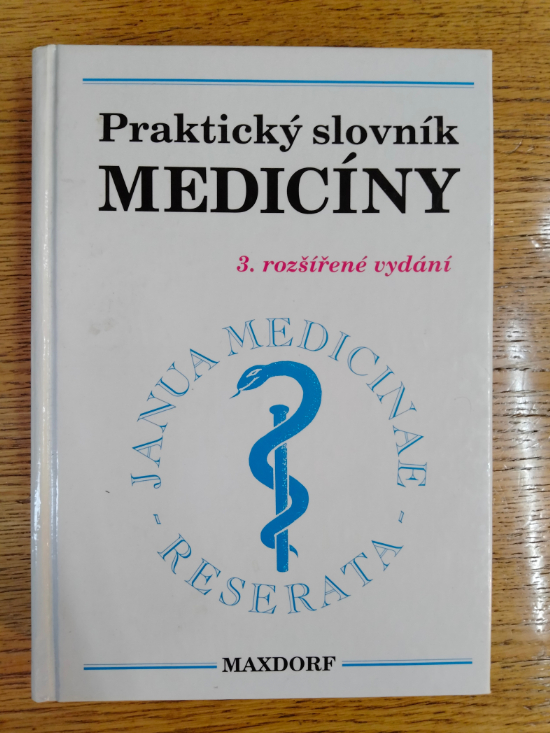 Praktický slovník
MEDICÍNY
3. rozšířené vydání
JANUA MEDICINAE
- RESERATA -
MAXDORF